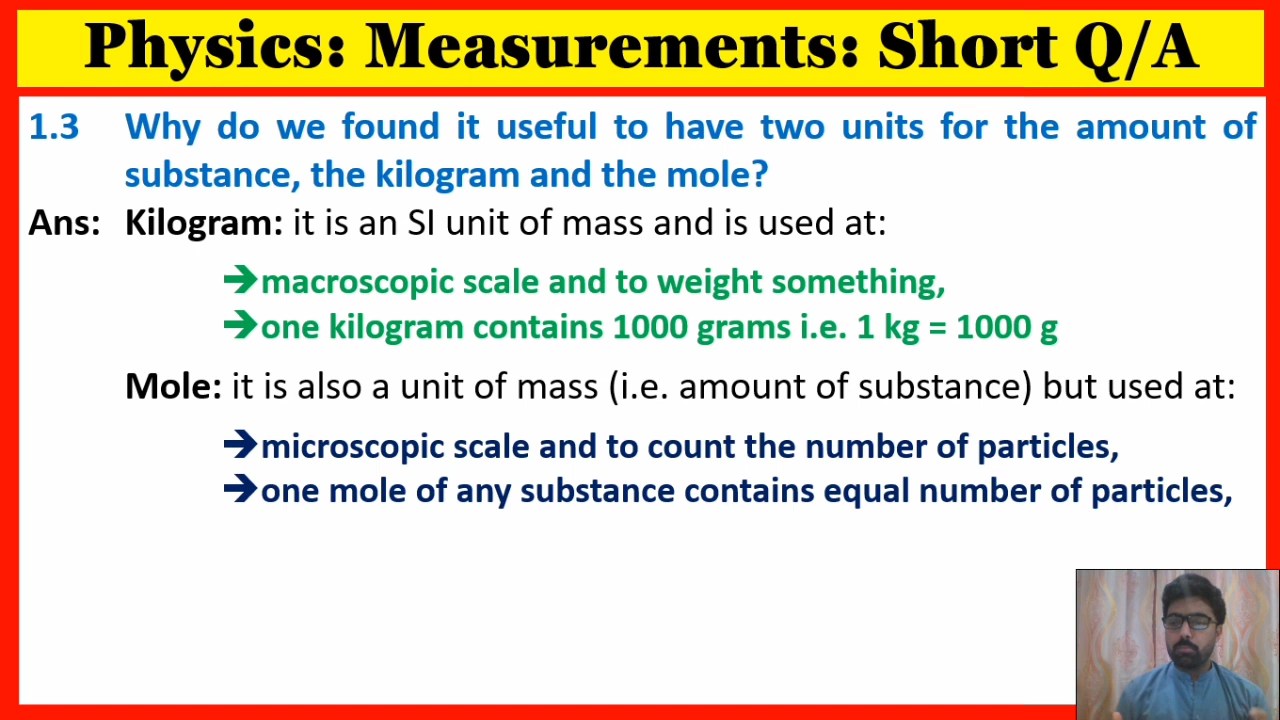 Physics: Measurements: Short Q/A
1.3 Why do we found it useful to have two units for the amount of
substance, the kilogram and the mole?
Ans: Kilogram: it is an SI unit of mass and is used at:
➔macroscopic scale and to weight something,
➔one kilogram contains 1000 grams i.e. 1 kg = 1000 g
Mole: it is also a unit of mass (i.e. amount of substance) but used at:
➔microscopic scale and to count the number of particles,
➔one mole of any substance contains equal number of particles,